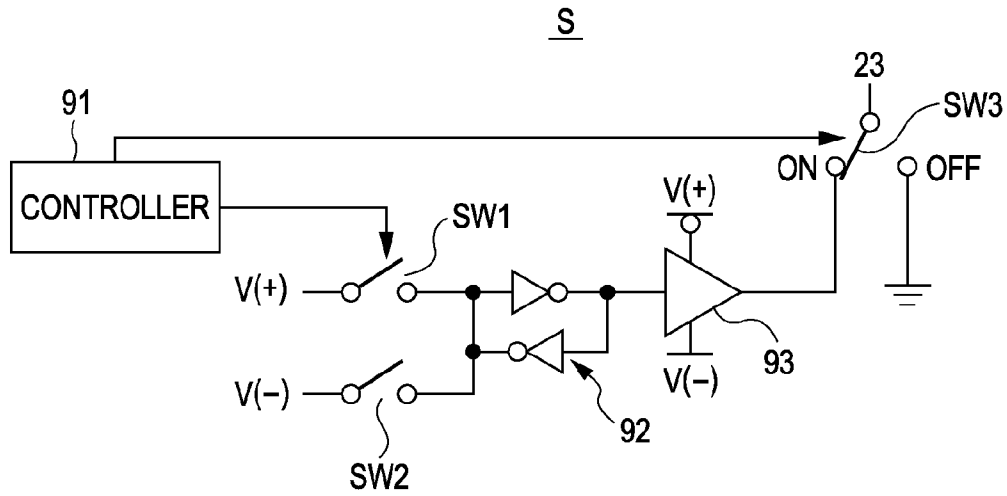 S
23
91
SW3
ON
OFF
CONTROLLER
V(+)
SW1
V(+)
93
V(−)
V(−)
92
SW2